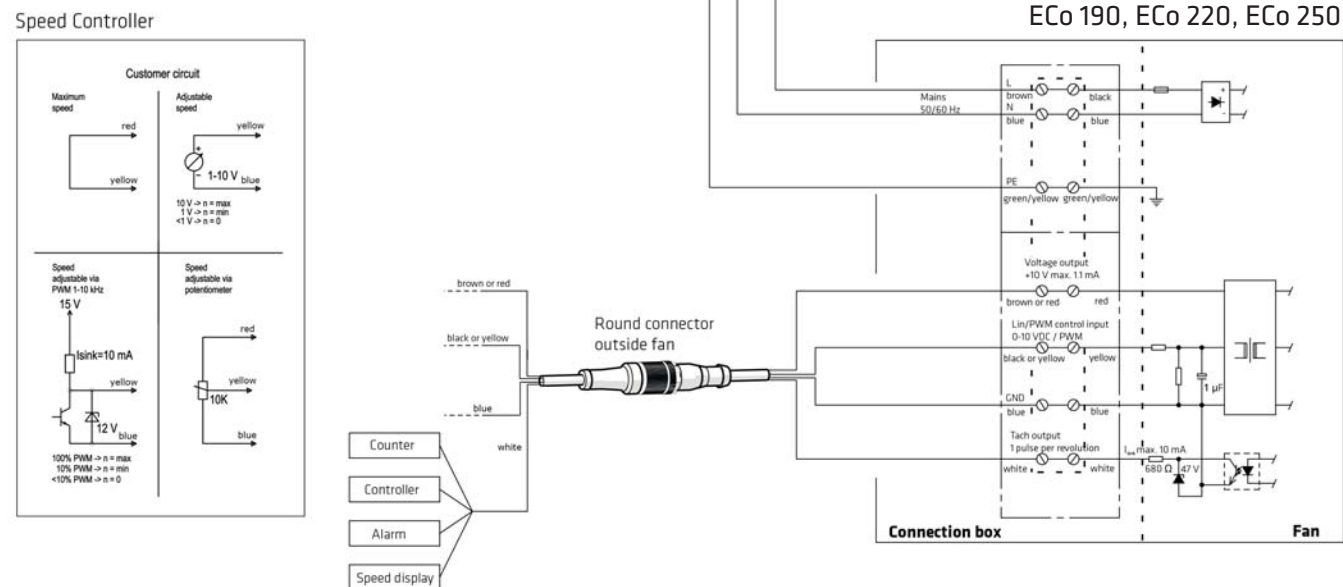 Speed Controller
ECo 190, ECo 220, ECo 250
Customer circuit
Maximum
speed
red
yellow
Adjustable
speed
yellow
+
1-10 V
-
blue
10 V -> n = max
1 V -> n = min
<1 V -> n = 0
Speed
adjustable via
PWM 1-10 kHz
15 V
Isink=10 mA
yellow
12 V
blue
100% PWM -> n = max
10% PWM -> n = min
<10% PWM -> n = 0
Speed
adjustable via
potentiometer
red
yellow
10K
blue
brown or red
black or yellow
blue
white
Round connector
outside fan
Counter
Controller
Alarm
Speed display
Mains
50/60 Hz
L
brown
black
N
blue
blue
+
-
PE
green/yellow
green/yellow
Voltage output
+10 V max. 1.1 mA
brown or red
red
Lin/PWM control input
0-10 VDC / PWM
black or yellow
yellow
1 µF
GND
blue
blue
Tach output
1 pulse per revolution
white
white
max. 10 mA
680 Ω
47 V
Connection box
Fan